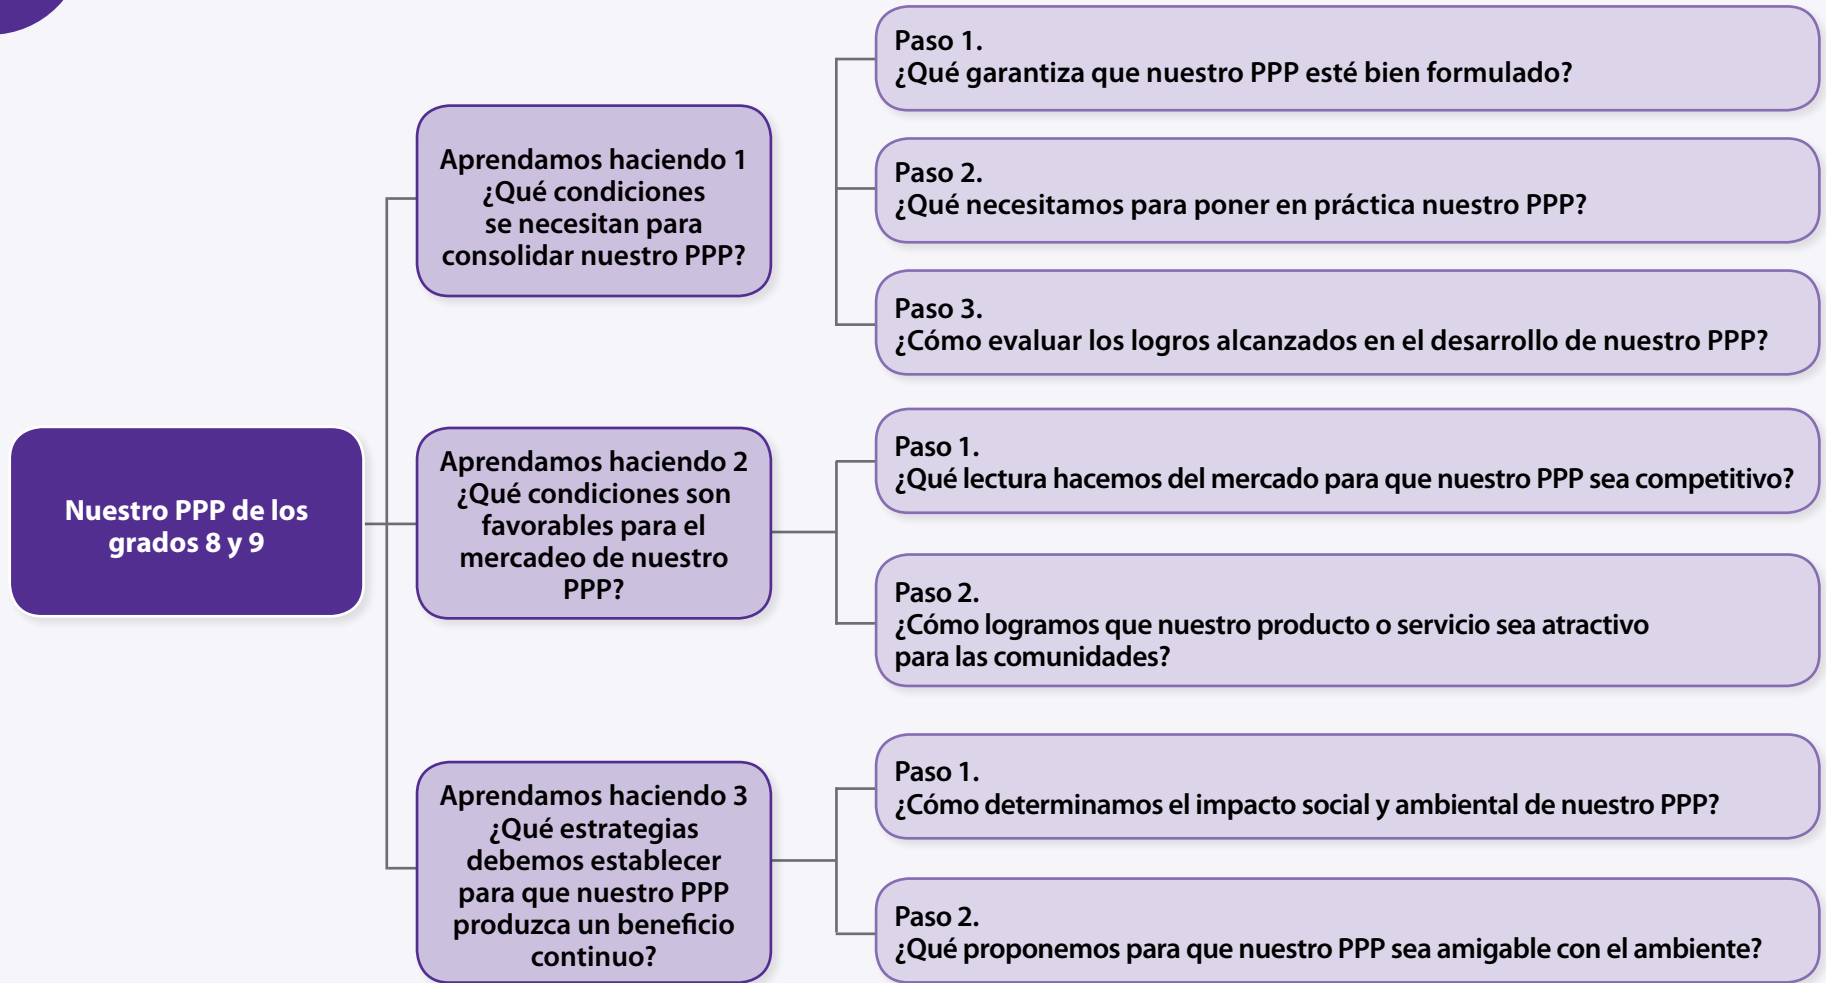 Nuestro PPP de los
grados 8 y 9
Aprendamos haciendo 1
¿Qué condiciones
se necesitan para
consolidar nuestro PPP?
Paso 1.
¿Qué garantiza que nuestro PPP esté bien formulado?
Paso 2.
¿Qué necesitamos para poner en práctica nuestro PPP?
Paso 3.
¿Cómo evaluar los logros alcanzados en el desarrollo de nuestro PPP?
Aprendamos haciendo 2
¿Qué condiciones son
favorables para el
mercadeo de nuestro
PPP?
Paso 1.
¿Qué lectura hacemos del mercado para que nuestro PPP sea competitivo?
Paso 2.
¿Cómo logramos que nuestro producto o servicio sea atractivo
para las comunidades?
Aprendamos haciendo 3
¿Qué estrategias
debemos establecer
para que nuestro PPP
produzca un beneficio
continuo?
Paso 1.
¿Cómo determinamos el impacto social y ambiental de nuestro PPP?
Paso 2.
¿Qué proponemos para que nuestro PPP sea amigable con el ambiente?